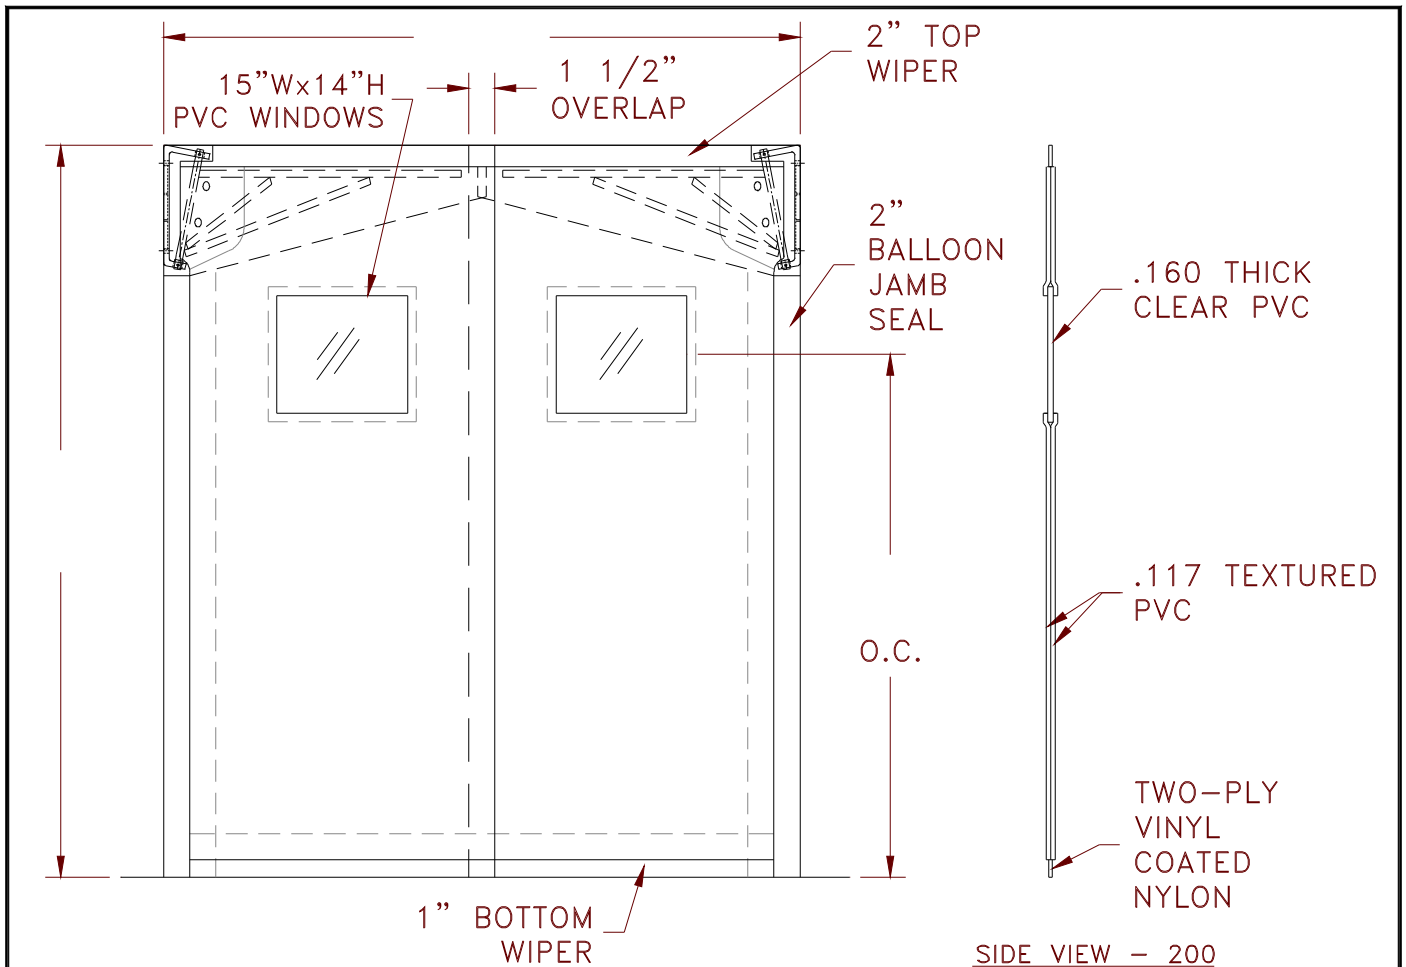 2” TOP
WIPER
15”Wx14”H
PVC WINDOWS
1 1/2”
OVERLAP
2”
BALLOON
JAMB
SEAL
.160 THICK
CLEAR PVC
.117 TEXTURED
PVC
O.C.
TWO-PLY
VINYL
COATED
NYLON
1” BOTTOM
WIPER
SIDE VIEW - 200